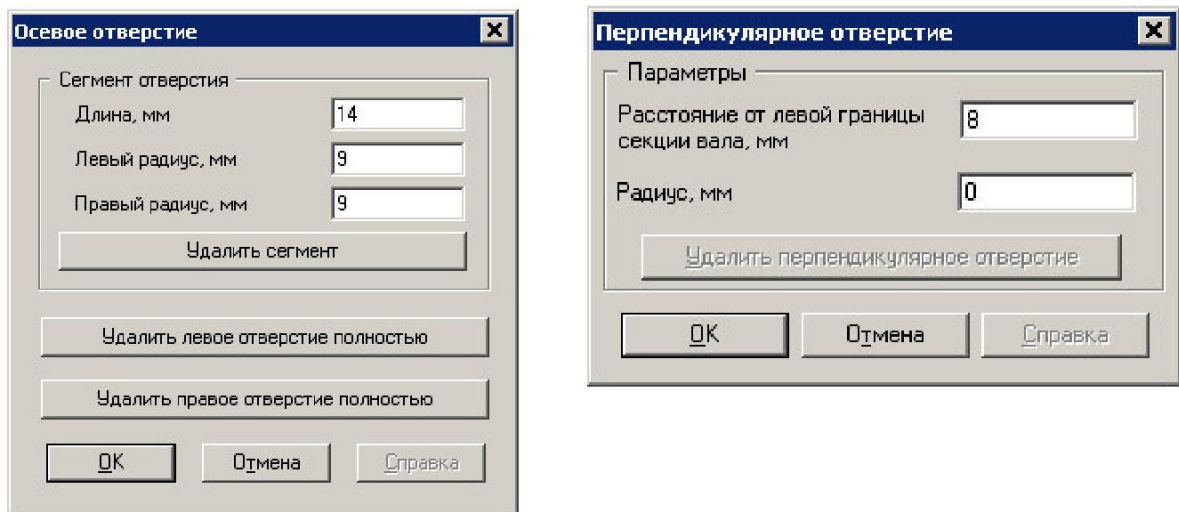 Осевое отверстие
Сегмент отверстия
Длина, мм
14
Левый радиус, мм
9
Правый радиус, мм
9
Удалить сегмент
Удалить левое отверстие полностью
Удалить правое отверстие полностью
OK
Отмена
Справка
Перпендикулярное отверстие
Параметры
Расстояние от левой границы
секции вала, мм
8
Радиус, мм
0
Удалить перпендикулярное отверстие
OK
Отмена
Справка